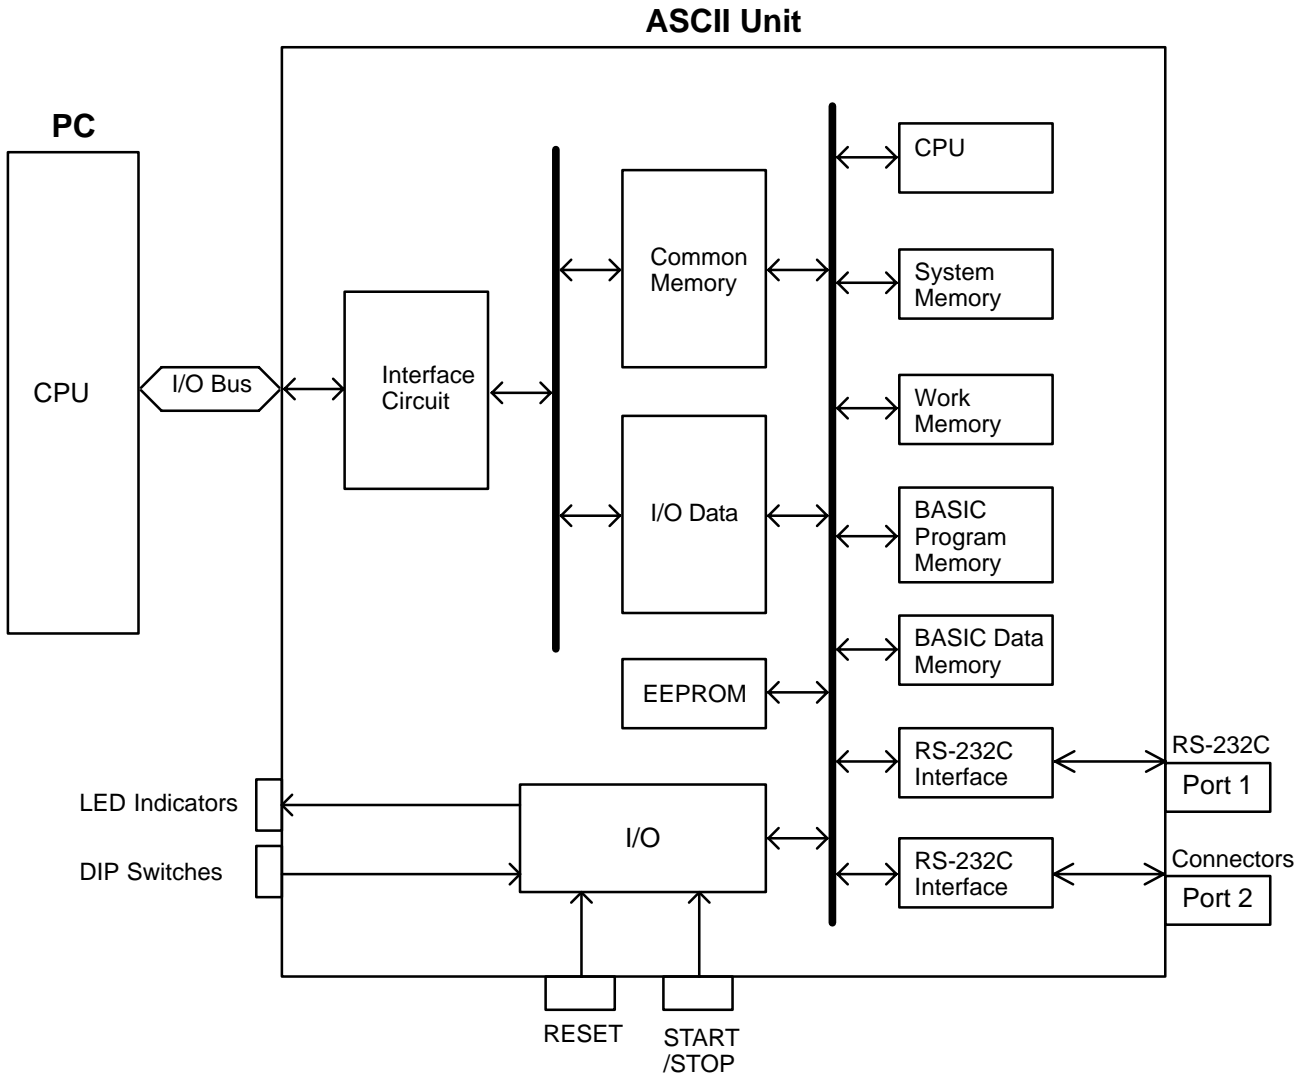 ASCII Unit
PC
CPU
I/O Bus
Interface
Circuit
Common
Memory
I/O Data
EEPROM
I/O
CPU
System
Memory
Work
Memory
BASIC
Program
Memory
BASIC Data
Memory
RS-232C
Interface
RS-232C
Interface
RS-232C
Port 1
Connectors
Port 2
LED Indicators
DIP Switches
RESET
START
/STOP